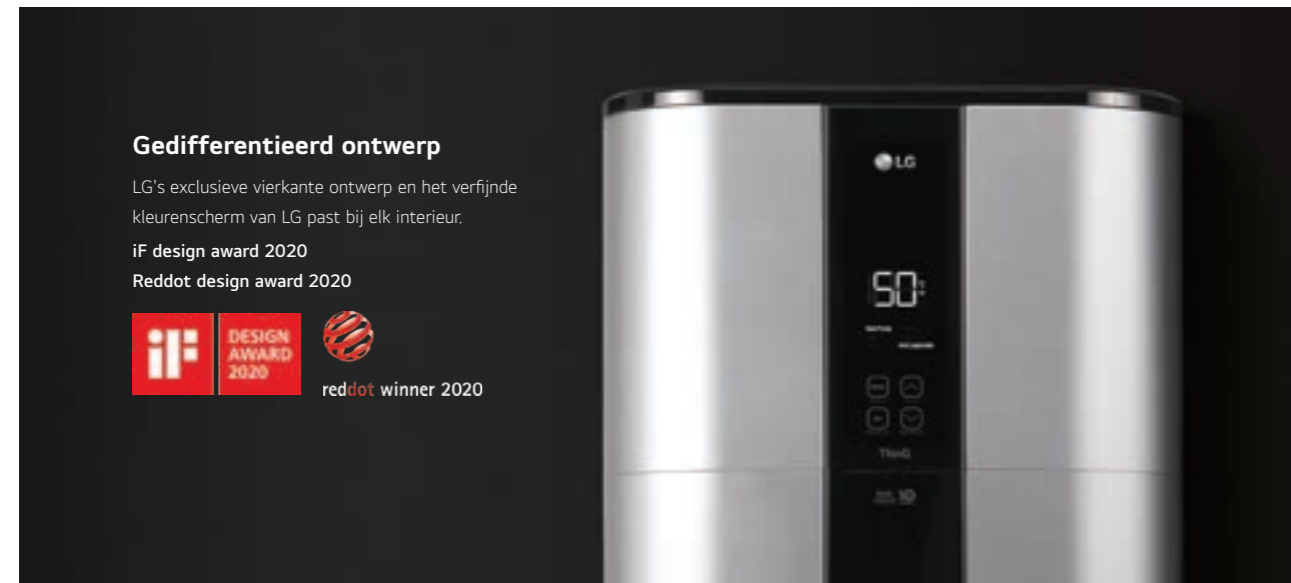 Gedifferentieerd ontwerp
LG's exclusieve vierkante ontwerp en het verfijnde
kleurenscherm van LG past bij elk interieur.
iF design award 2020
Reddot design award 2020
iF
DESIGN
AWARD
2020
reddot winner 2020
LG
50
ThinQ
10